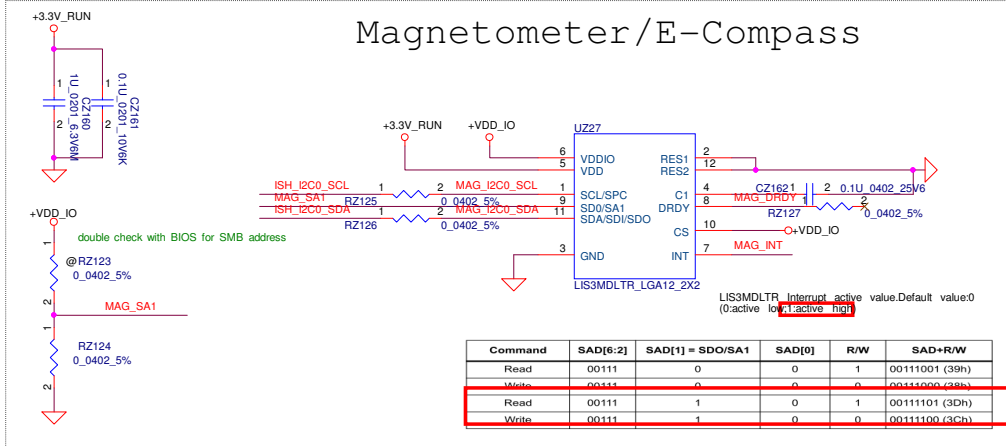 Magnetometer/E-Compass
+3.3V_RUN
1
2
CZ160
1U_0201_6.3V6M
1
2
CZ161
0.1U_0201_10V6K
+VDD_IO
double check with BIOS for SMB address
1
@RZ123
0_0402_5%
2
MAG_SA1
1
RZ124
0_0402_5%
2
+3.3V_RUN
+VDD_IO
UZ27
6 VDDIO
5 VDD
ISH_I2C0_SCL 1 2 MAG_I2C0_SCL 1 SCL/SPC
MAG_SA1 RZ125 0_0402_5% 9 SD0/SA1
ISH_I2C0_SDA 1 2 MAG_I2C0_SDA 11 SDA/SDI/SDO
RZ126 0_0402_5%
3 GND
RES1 2
RES2 12
C1 4 CZ162 1 2 0.1U_0402_25V6
DRDY 8 MAG_DRDY 1 2
RZ127 0_0402_5%
CS 10 +VDD_IO
INT 7 MAG_INT
LIS3MDLTR_LGA12_2X2
LIS3MDLTR Interrupt active value.Default value:0
(0:active low;1:active high)
Command SAD[6:2] SAD[1] = SDO/SA1 SAD[0] R/W SAD+R/W
Read 00111 0 0 1 00111001 (39h)
Write 00111 0 0 0 00111000 (38h)
Read 00111 1 0 1 00111101 (3Dh)
Write 00111 1 0 0 00111100 (3Ch)